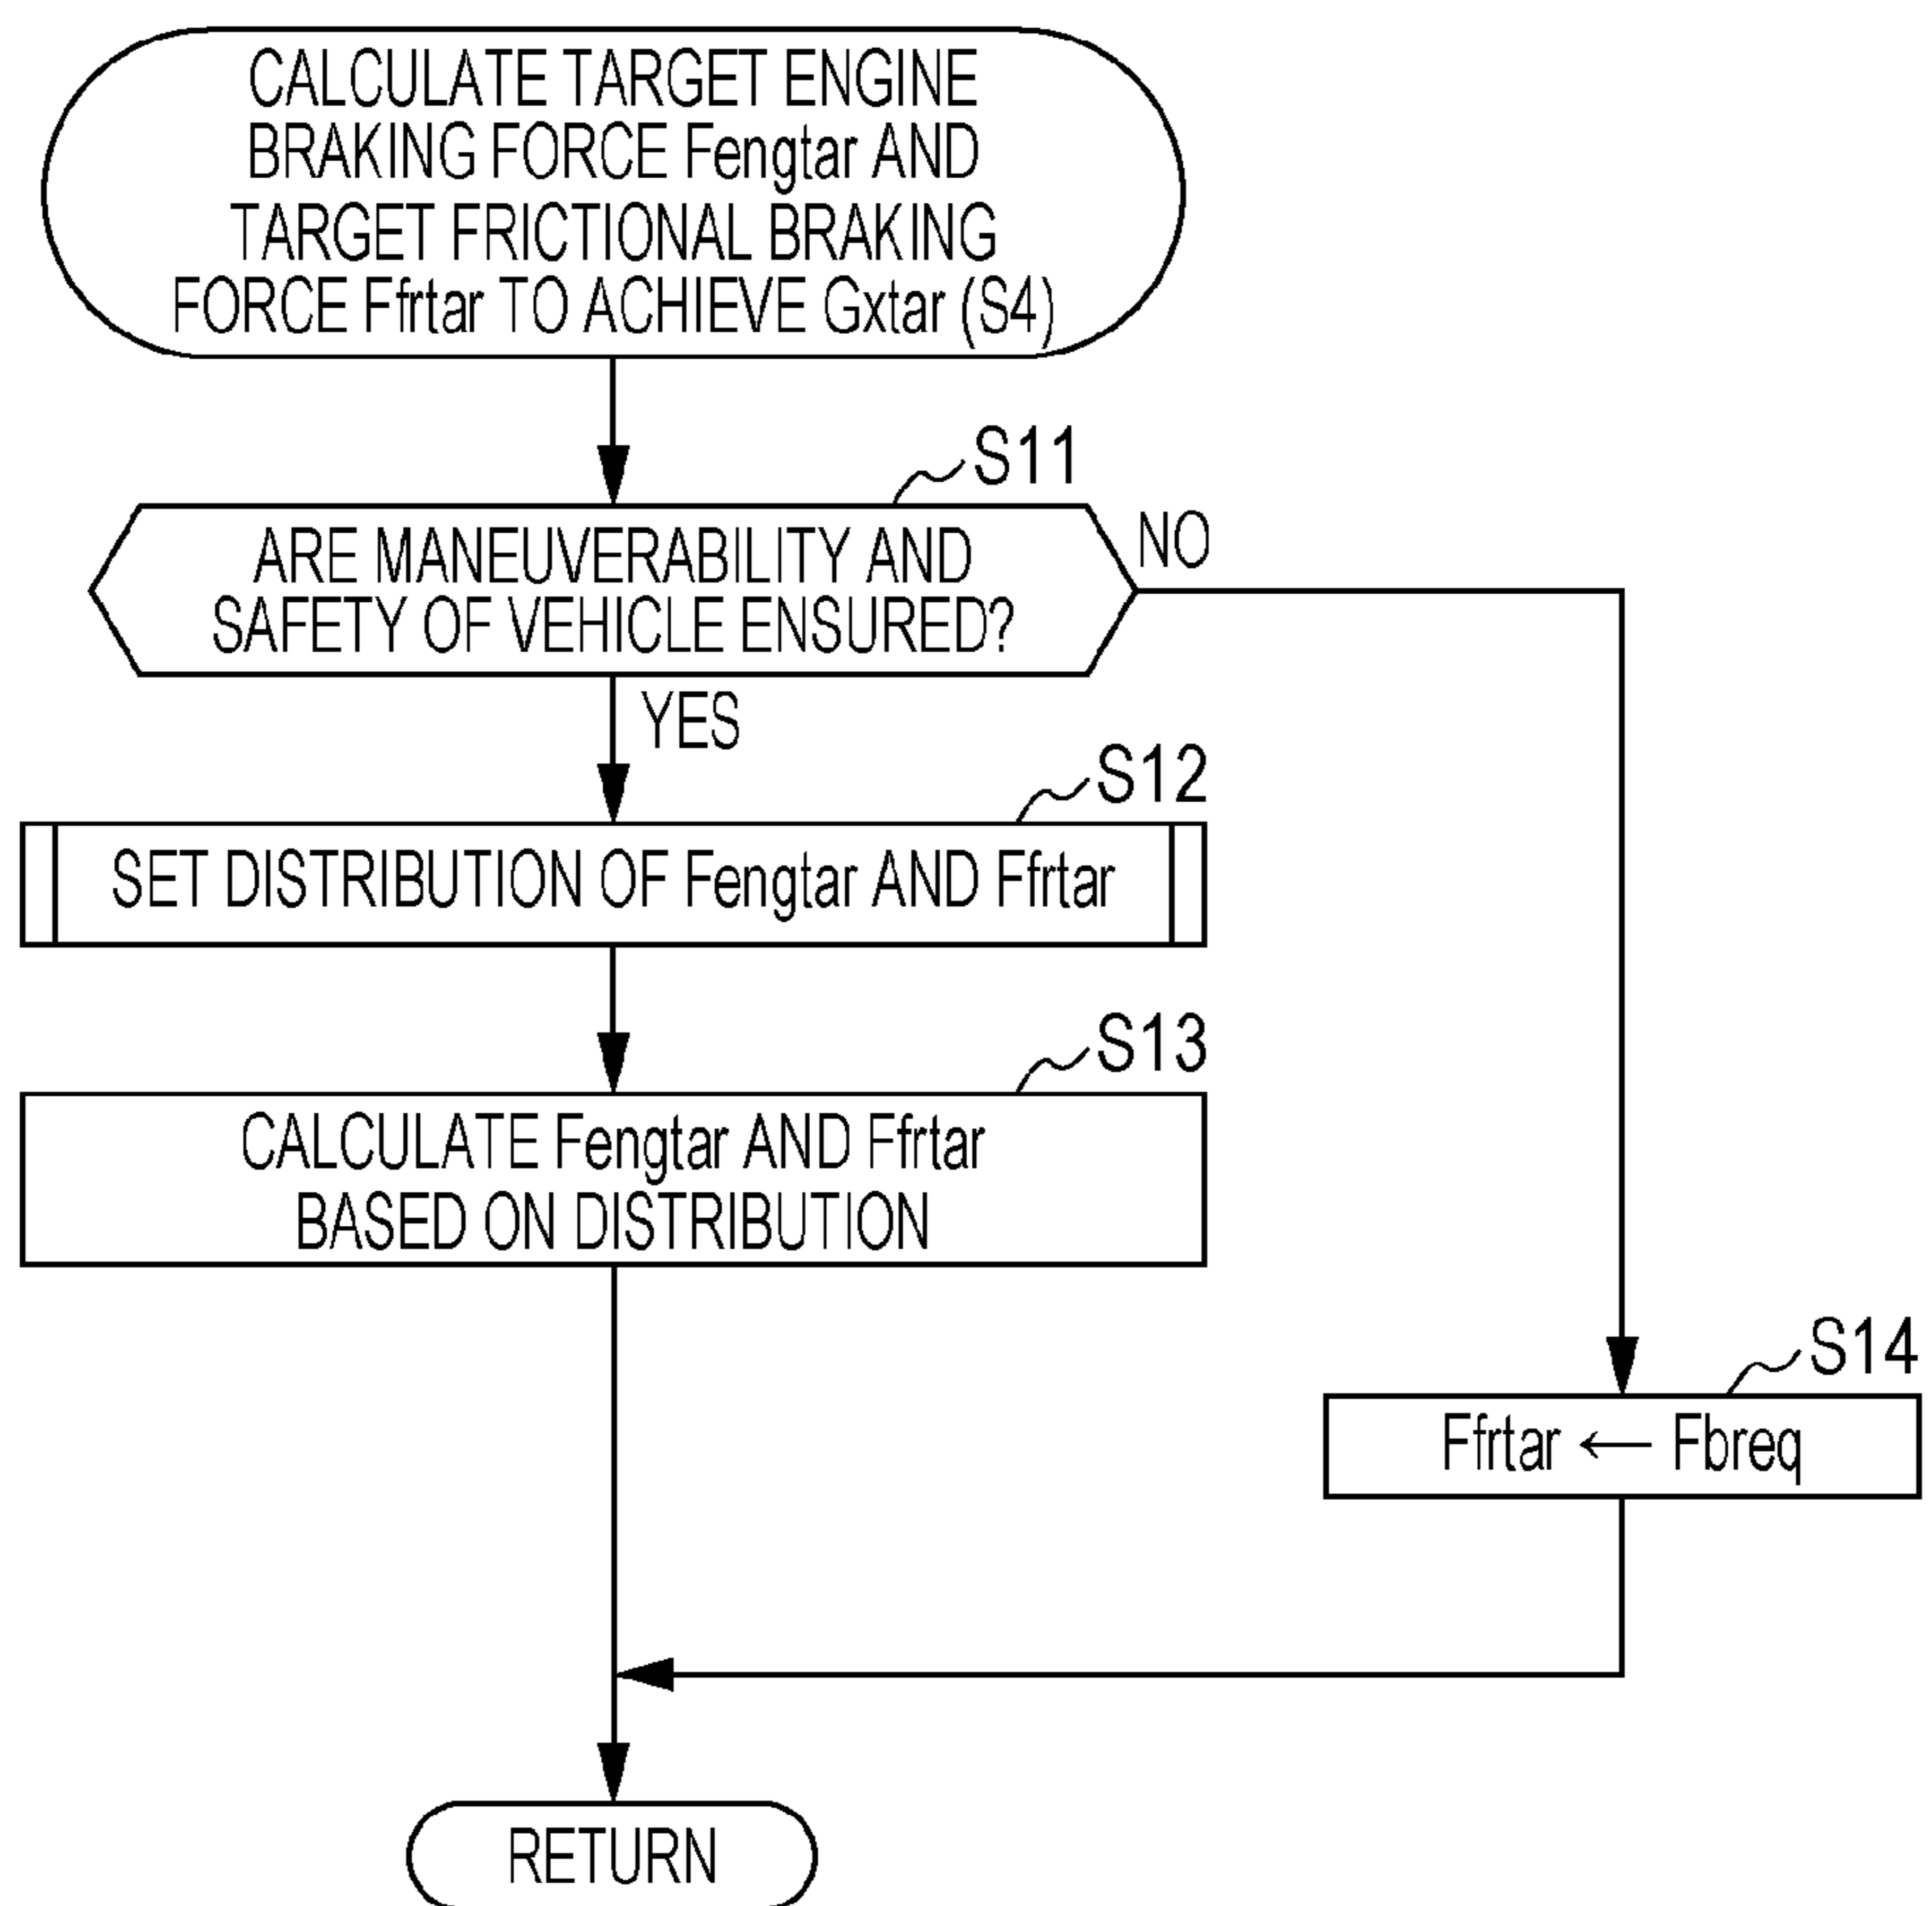 CALCULATE TARGET ENGINE
BRAKING FORCE Fengtar AND
TARGET FRICTIONAL BRAKING
FORCE Ffrtar TO ACHIEVE Gxtar (S4)
S11
ARE MANEUVERABILITY AND
SAFETY OF VEHICLE ENSURED?
NO
YES
S12
SET DISTRIBUTION OF Fengtar AND Ffrtar
S13
CALCULATE Fengtar AND Ffrtar
BASED ON DISTRIBUTION
S14
Ffrtar ← Fbreq
RETURN